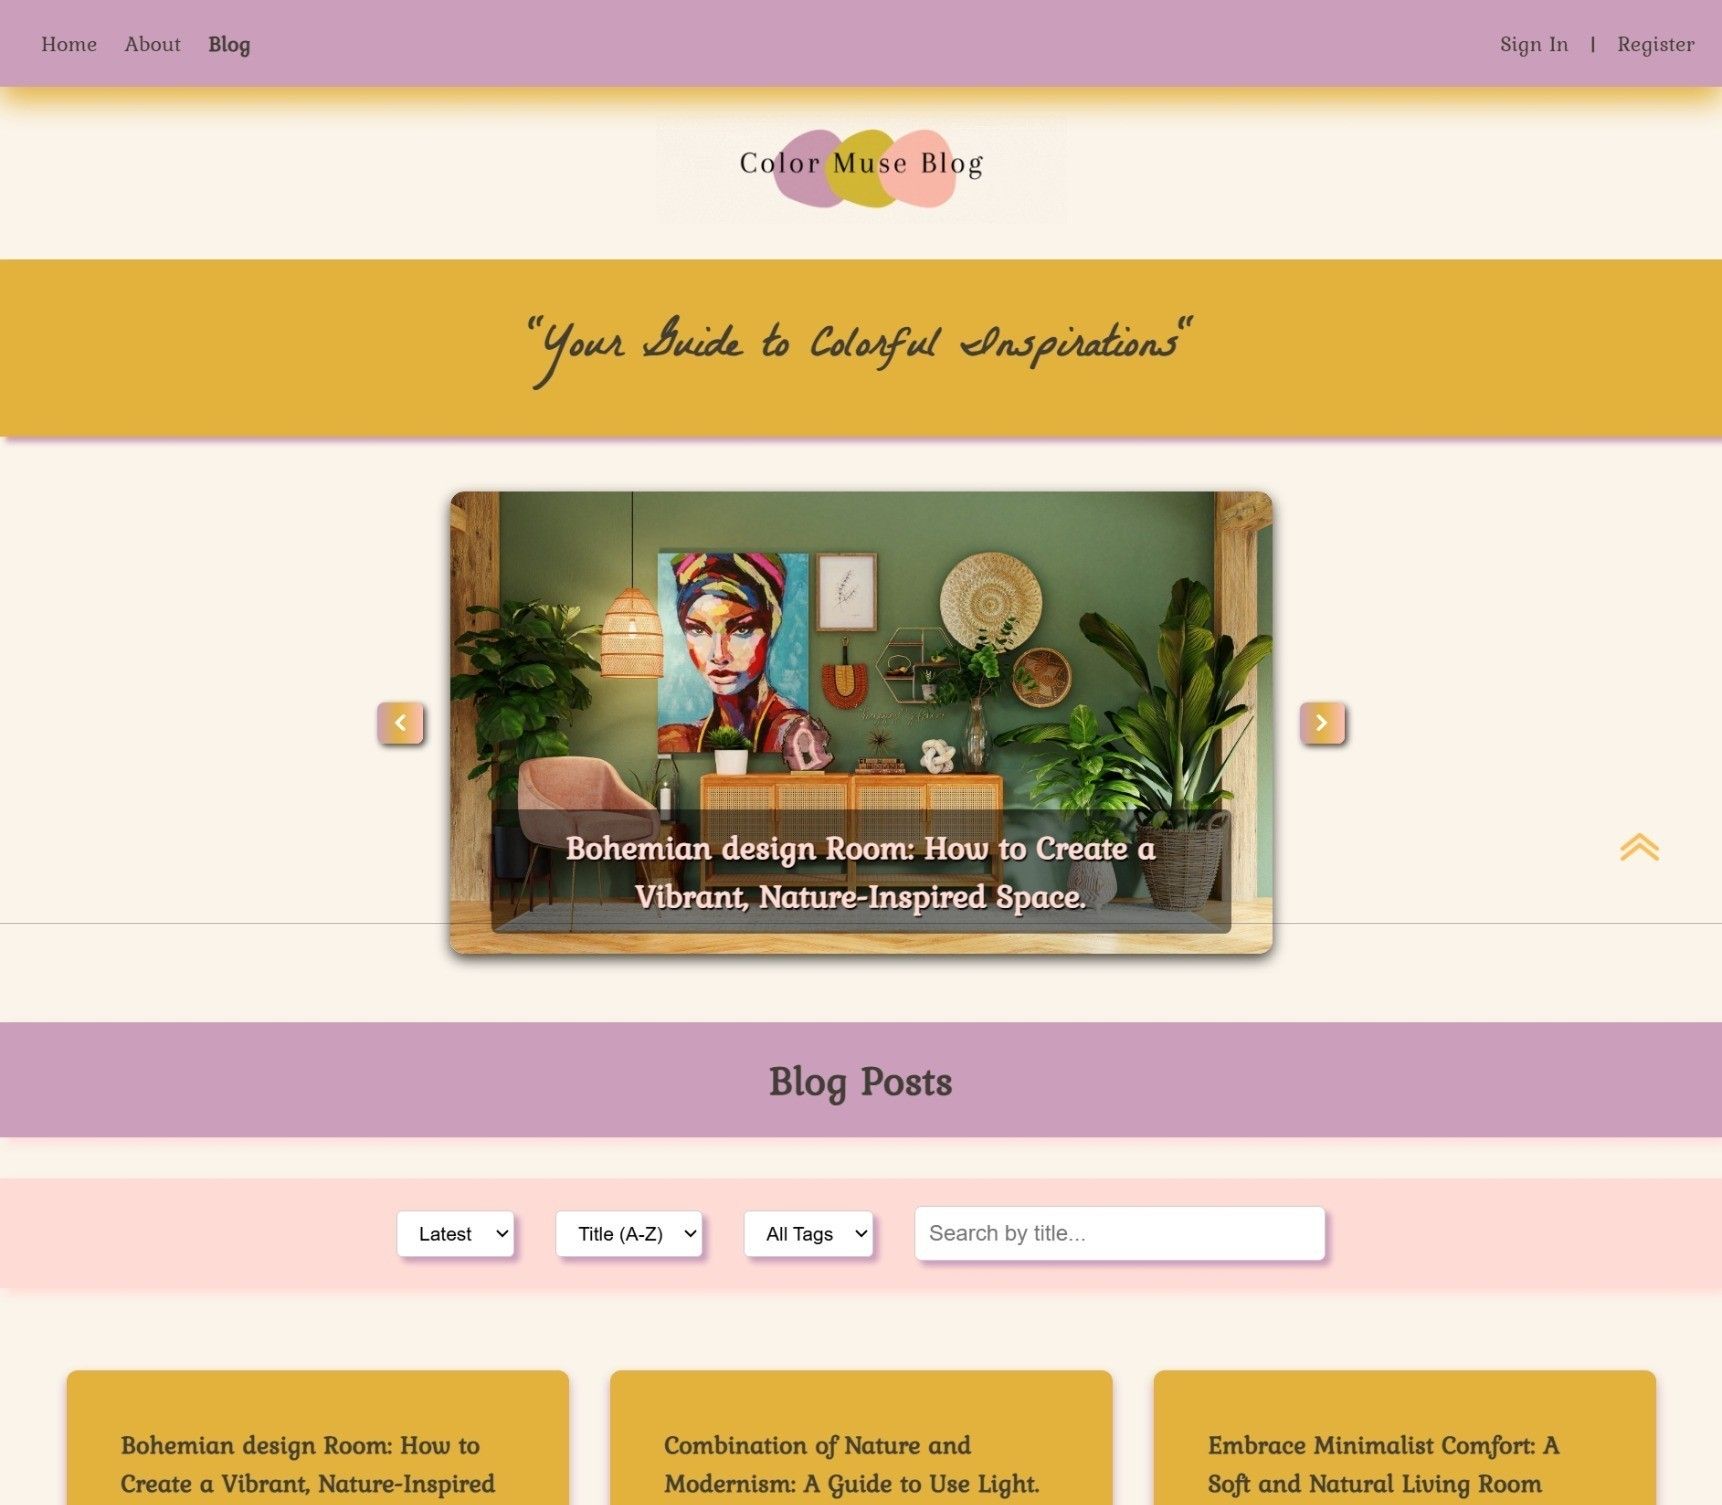 Home About Blog Sign In | Register
Color Muse Blog
“Your Guide to Colorful Inspirations“
Bohemian design Room: How to Create a
Vibrant, Nature-Inspired Space.
Blog Posts
Latest Title (A-Z) All Tags Search by title...
Bohemian design Room: How to
Create a Vibrant, Nature-Inspired
Combination of Nature and
Modernism: A Guide to Use Light.
Embrace Minimalist Comfort: A
Soft and Natural Living Room